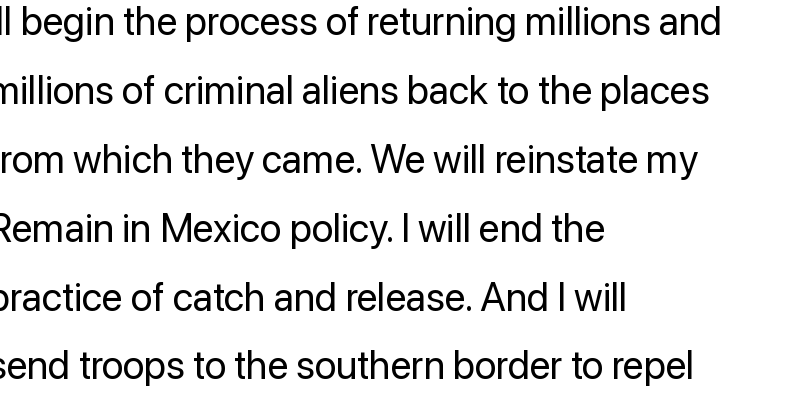 ll begin the process of returning millions and
millions of criminal aliens back to the places
from which they came. We will reinstate my
Remain in Mexico policy. I will end the
practice of catch and release. And I will
send troops to the southern border to repel